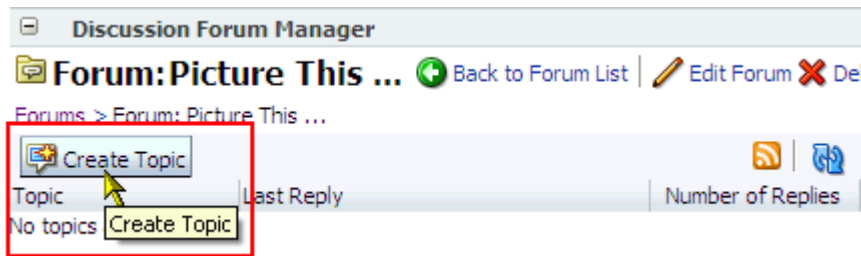 Discussion Forum Manager
Forum: Picture This ... Back to Forum List Edit Forum De
Forums > Forum: Picture This ...
Create Topic
Topic Last Reply Number of Replies
No topics Create Topic